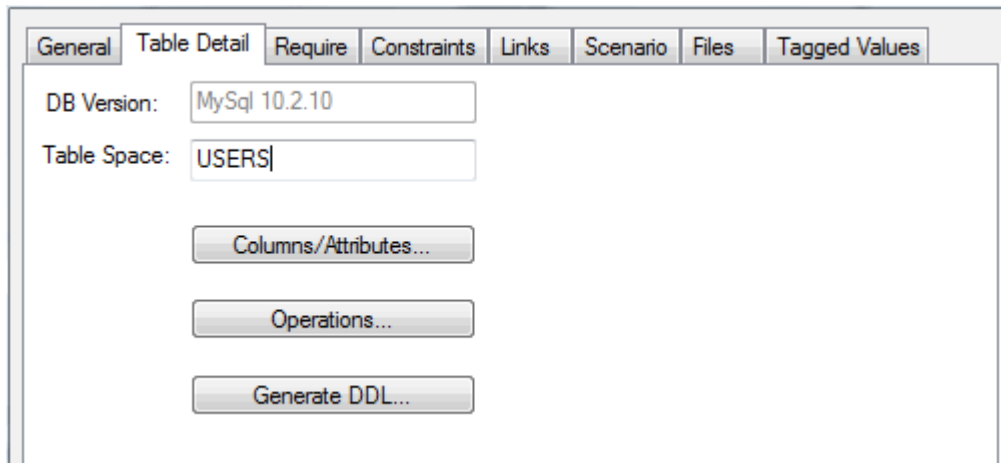 General Table Detail Require Constraints Links Scenario Files Tagged Values
DB Version: MySql 10.2.10
Table Space: USERS
Columns/Attributes...
Operations...
Generate DDL...